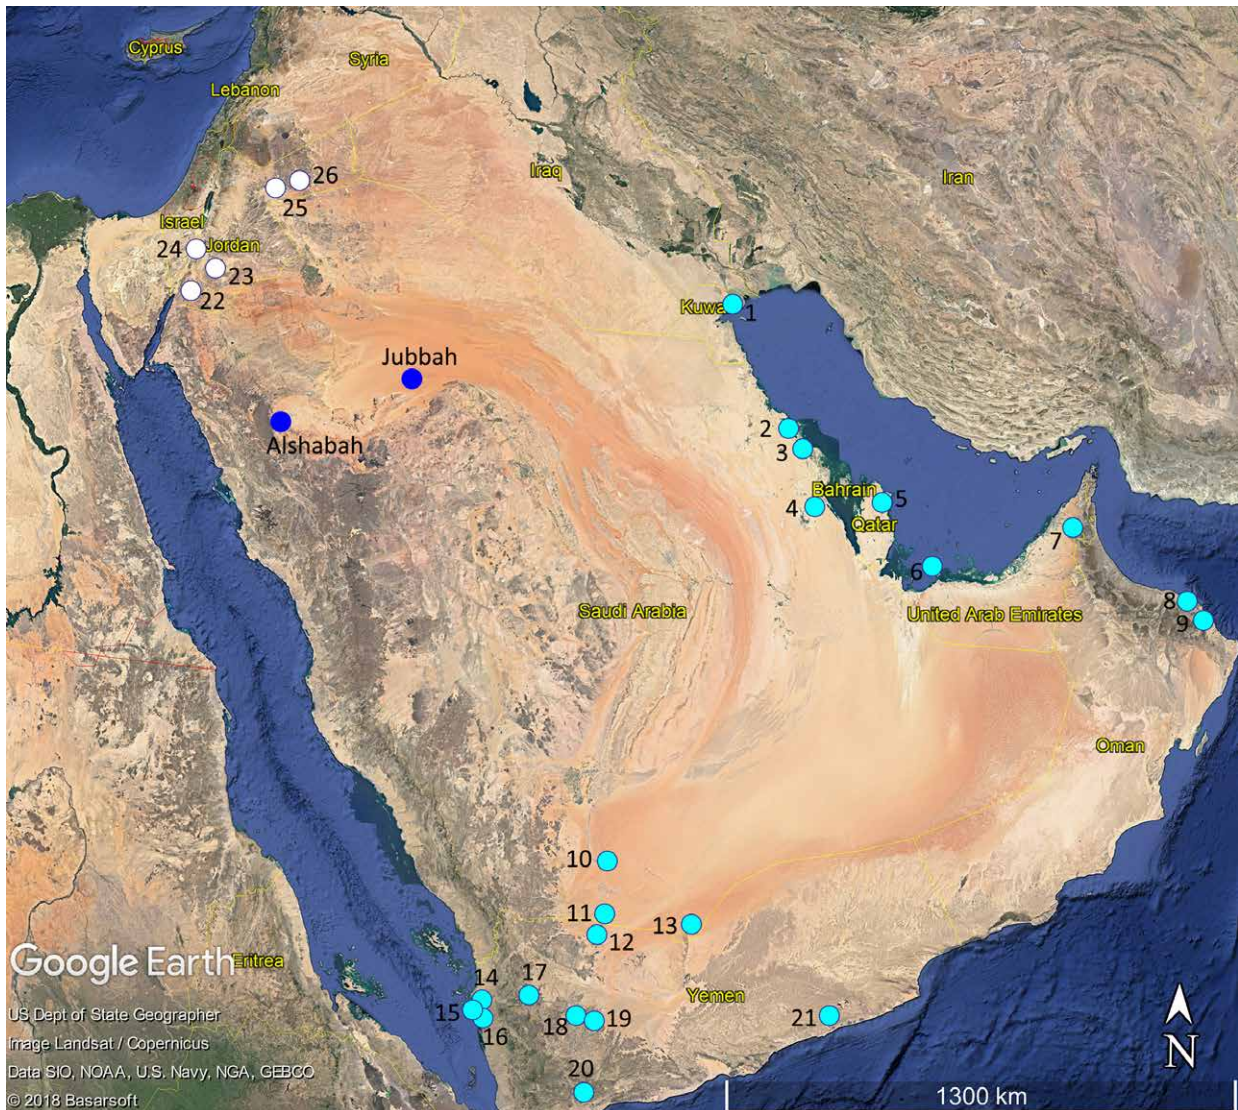 Cyprus
Syria
Lebanon
Iraq
Iran
26
25
Israel
24
Jordan
23
22
Kuwa
1
Jubbah
Alshabah
2
3
Bahrain
4
5
Qatar
7
6
8
Saudi Arabia
United Arab Emirates
9
Oman
10
11
13
12
Google Earth
Eritrea
17
14
Yemen
15
16
18
19
21
US Dept of State Geographer
Image Landsat / Copernicus
Data SIO, NOAA, U.S. Navy, NGA, GEBCO
© 2018 Basarsoft
20
N
1300 km